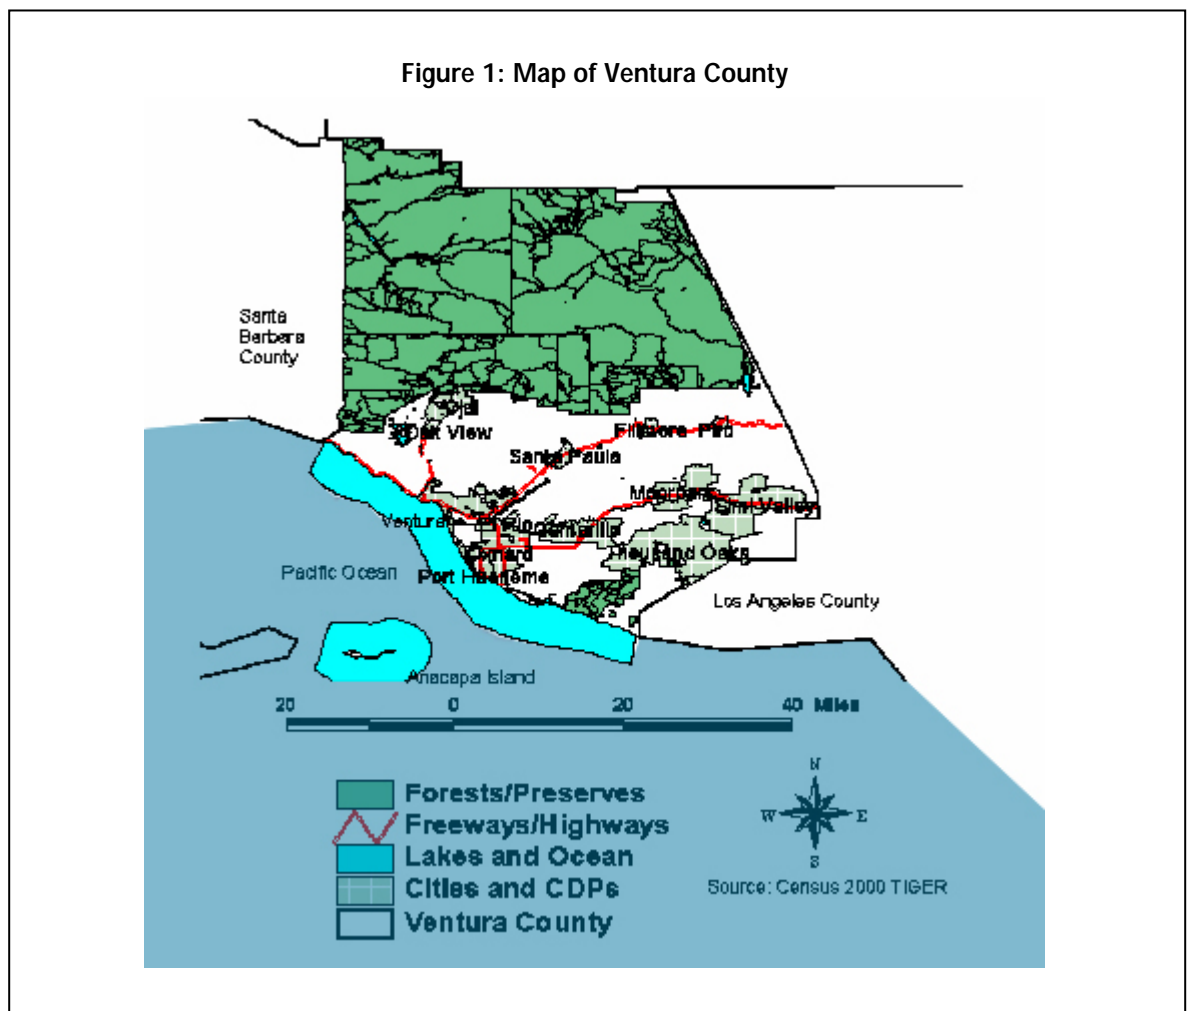 Figure 1: Map of Ventura County
Santa
Barbara
County
Ojai
Oak View
Fillmore Piru
Santa Paula
Moorpark
Simi Valley
Ventura
Camarillo
Oxnard
Thousand Oaks
Port Hueneme
Pacific Ocean
Los Angeles County
Anacapa Island
20 0 20 40 Miles
N
W E
S
Forests/Preserves
Freeways/Highways
Lakes and Ocean
Cities and CDPs
Ventura County
Source: Census 2000 TIGER